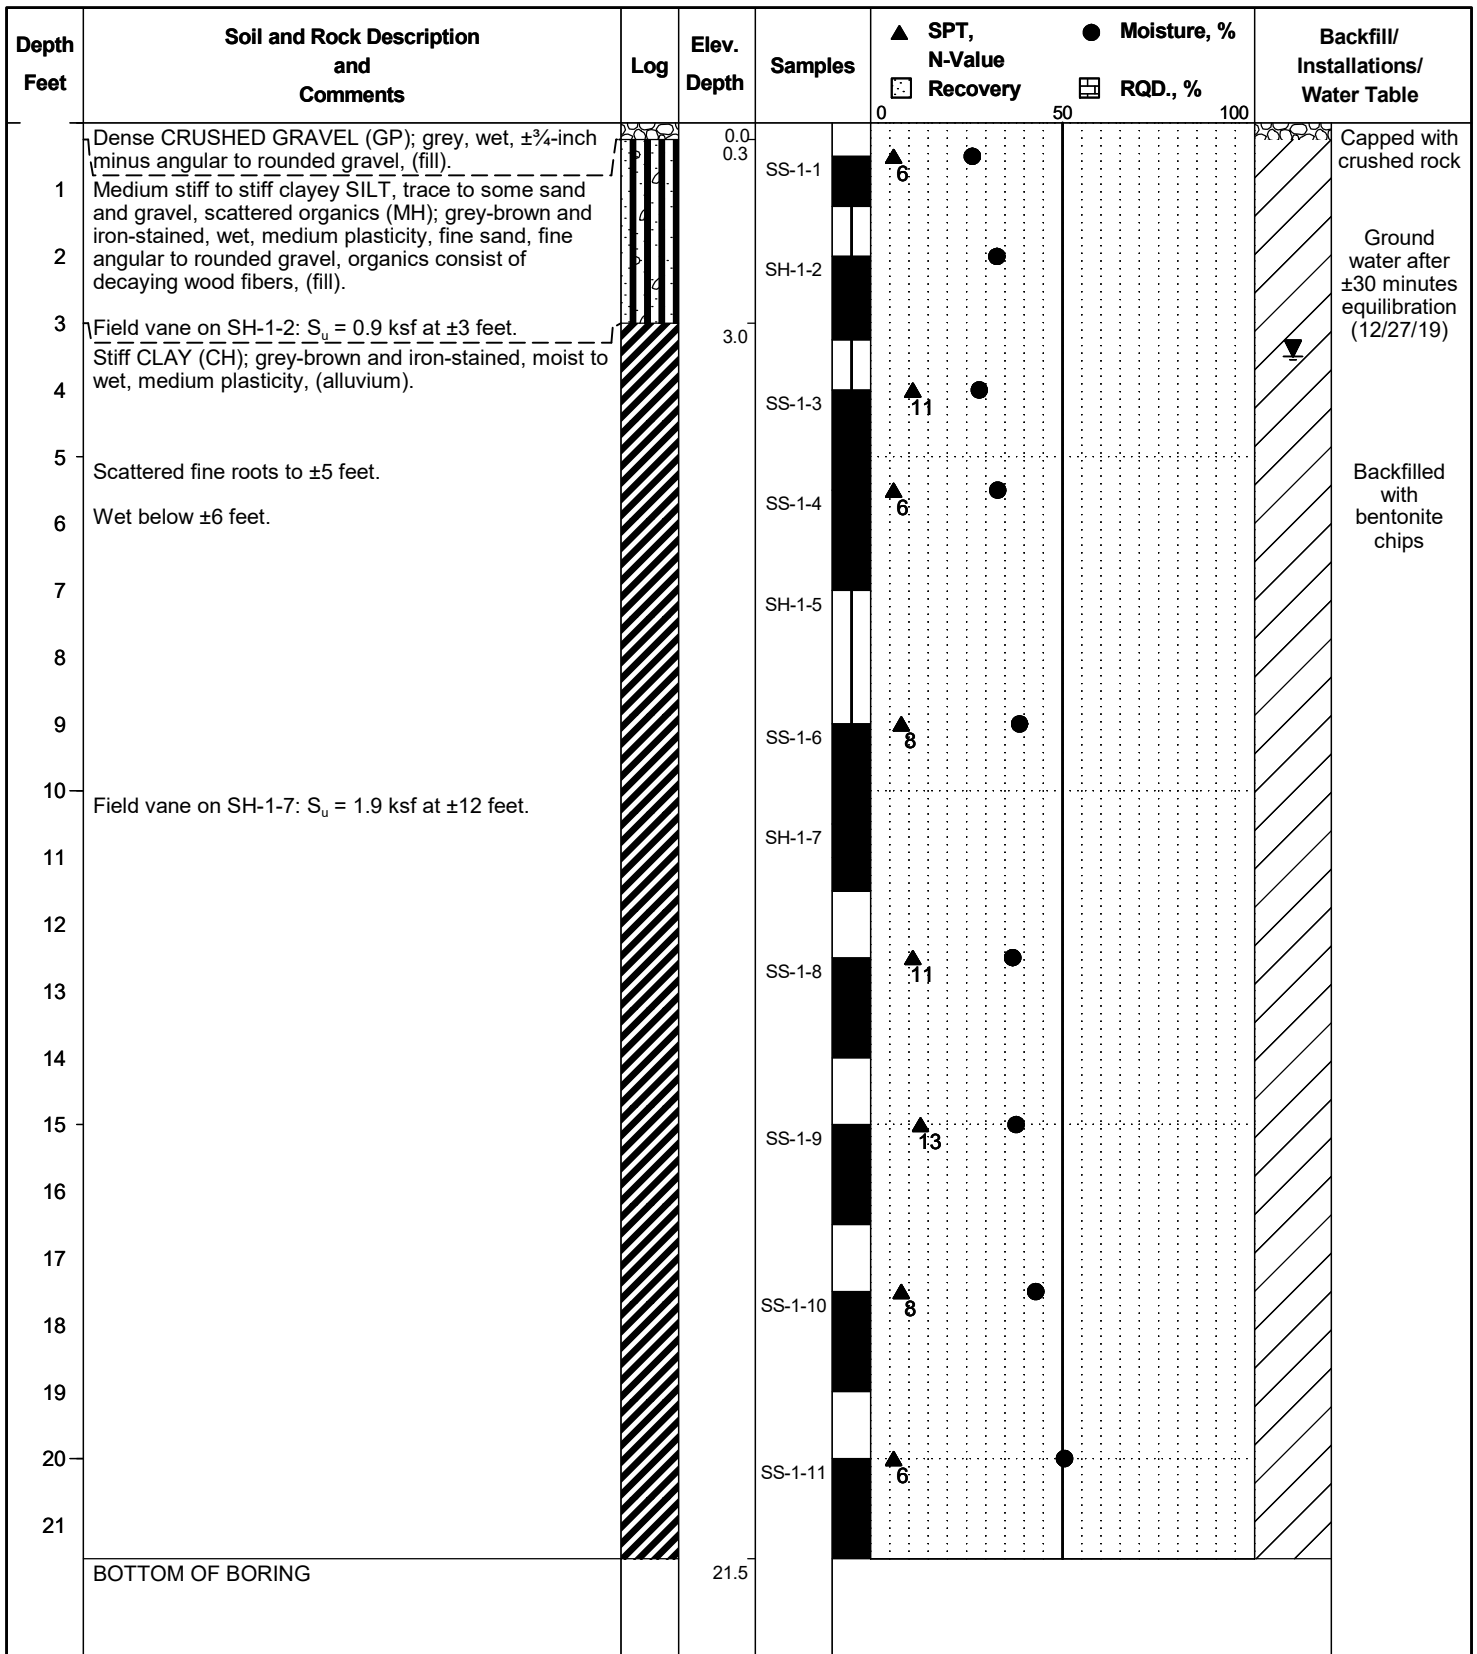 Depth
Feet
Soil and Rock Description
and
Comments
Log
Elev.
Depth
Samples
SPT,
N-Value
Moisture, %
Recovery
RQD., %
0
50
100
Backfill/
Installations/
Water Table
Dense CRUSHED GRAVEL (GP); grey, wet, ±¾-inch
minus angular to rounded gravel, (fill).
Medium stiff to stiff clayey SILT, trace to some sand
and gravel, scattered organics (MH); grey-brown and
iron-stained, wet, medium plasticity, fine sand, fine
angular to rounded gravel, organics consist of
decaying wood fibers, (fill).
Field vane on SH-1-2: Su = 0.9 ksf at ±3 feet.
Stiff CLAY (CH); grey-brown and iron-stained, moist to
wet, medium plasticity, (alluvium).
Scattered fine roots to ±5 feet.
Wet below ±6 feet.
Field vane on SH-1-7: Su = 1.9 ksf at ±12 feet.
BOTTOM OF BORING
1
2
3
4
5
6
7
8
9
10
11
12
13
14
15
16
17
18
19
20
21
0.0
0.3
3.0
21.5
SS-1-1
SH-1-2
SS-1-3
SS-1-4
SH-1-5
SS-1-6
SH-1-7
SS-1-8
SS-1-9
SS-1-10
SS-1-11
6
11
6
8
11
13
8
6
Capped with
crushed rock
Ground
water after
±30 minutes
equilibration
(12/27/19)
Backfilled
with
bentonite
chips